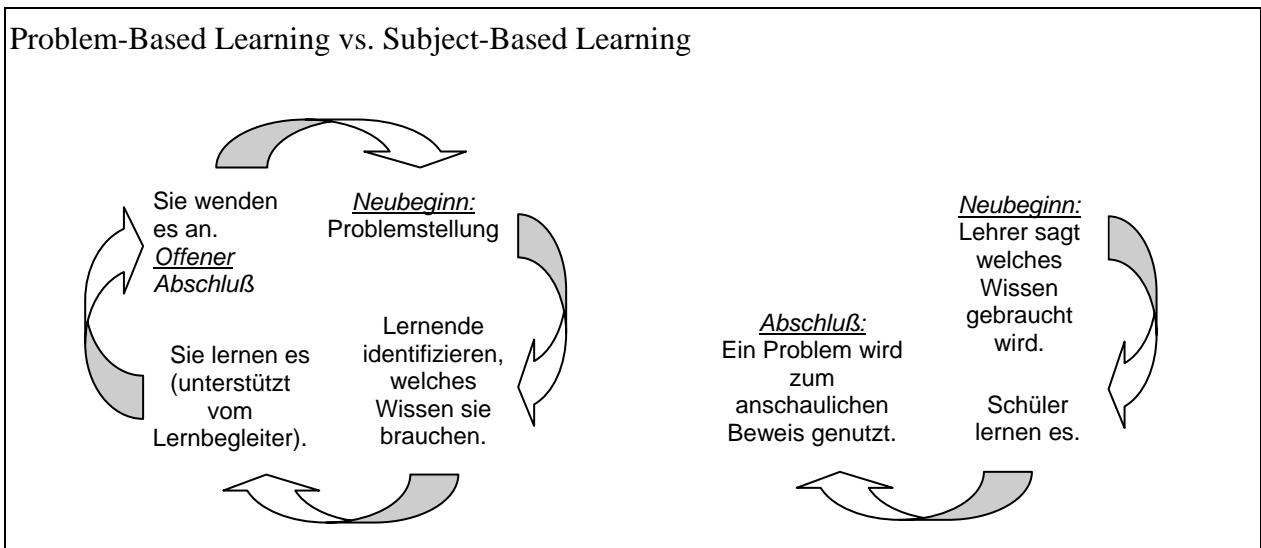 Problem-Based Learning vs. Subject-Based Learning
Neubeginn:
Problemstellung
Lernende
identifizieren,
welches
Wissen sie
brauchen.
Sie lernen es
(unterstützt
vom
Lernbegleiter).
Sie wenden
es an.
Offener
Abschluß
Neubeginn:
Lehrer sagt
welches
Wissen
gebraucht
wird.
Schüler
lernen es.
Abschluß:
Ein Problem wird
zum
anschaulichen
Beweis genutzt.